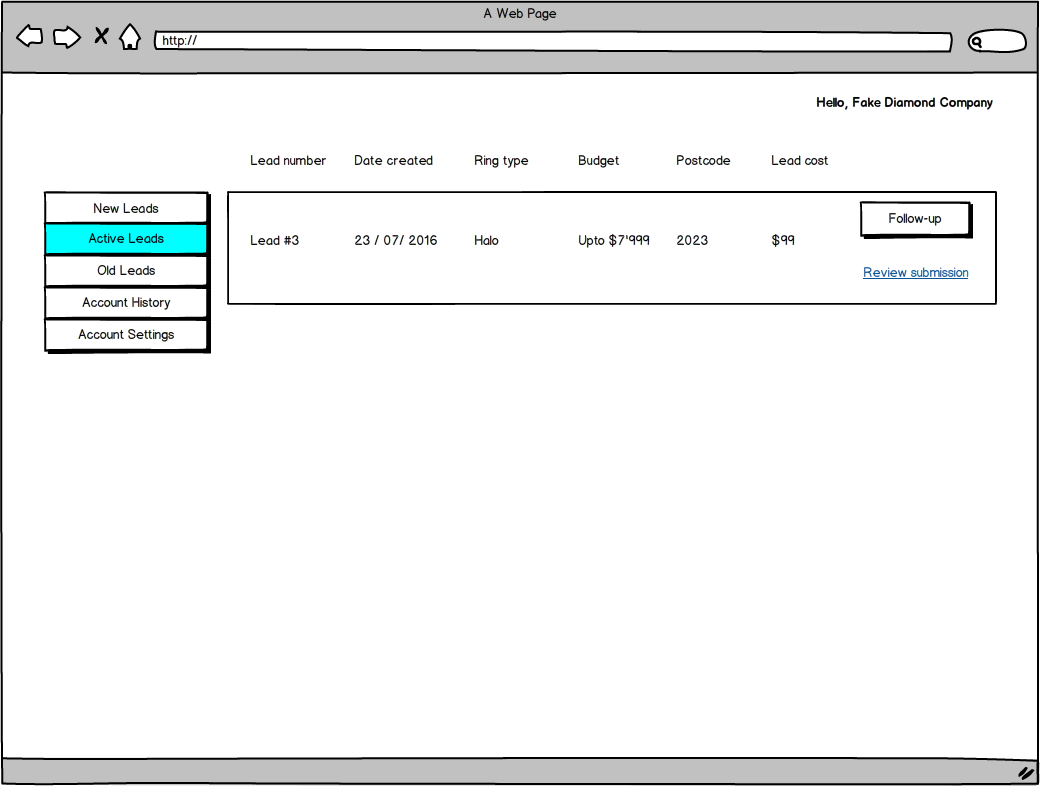 A Web Page
http://
Hello, Fake Diamond Company
Lead number Date created Ring type Budget Postcode Lead cost
New Leads
Active Leads
Old Leads
Account History
Account Settings
Lead #3 23 / 07/ 2016 Halo Upto $7'999 2023 $99
Follow-up
Review submission